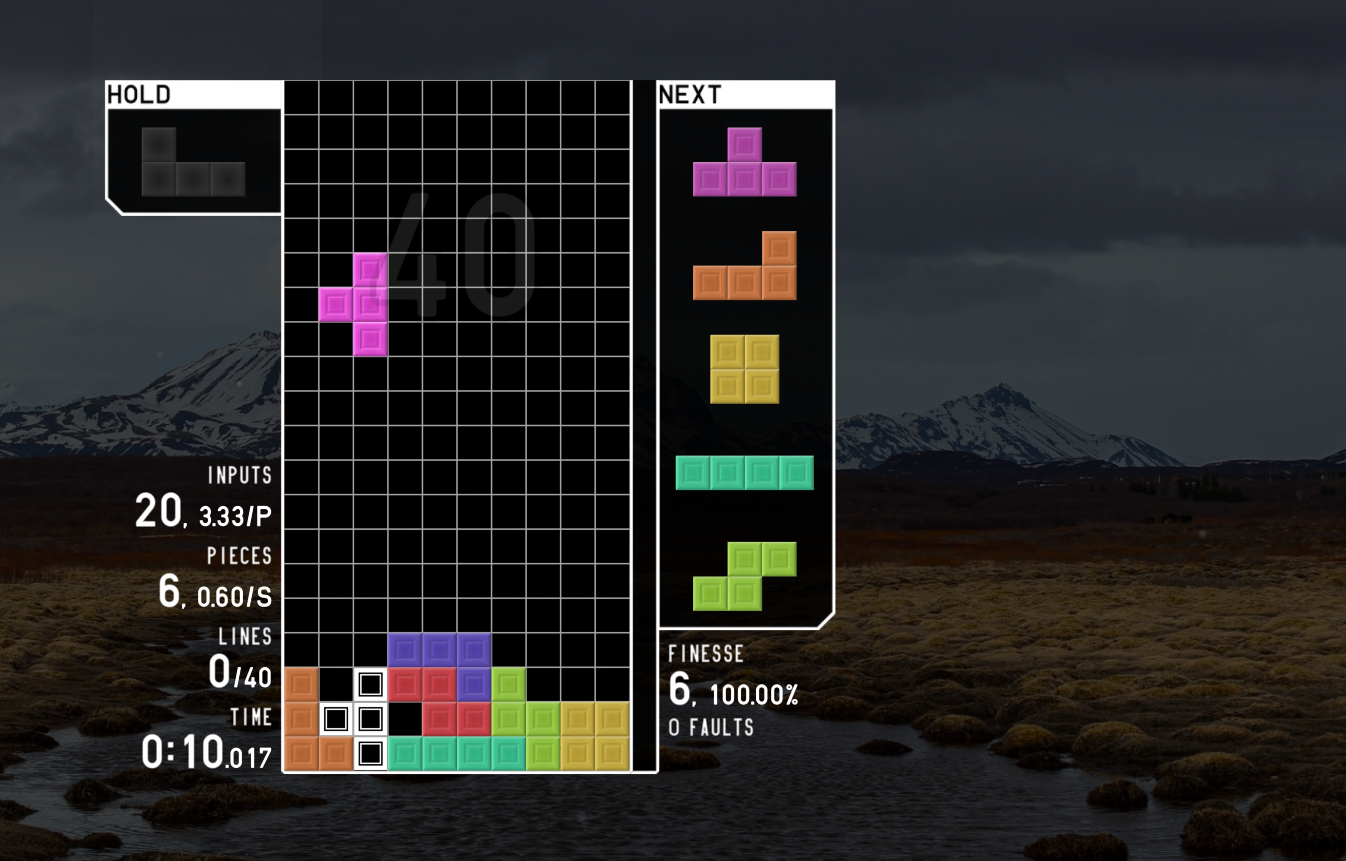 HOLD
NEXT
40
INPUTS
20, 3.33/P
PIECES
6, 0.60/S
LINES
0/40
TIME
0:10.017
FINESSE
6, 100.00%
0 FAULTS